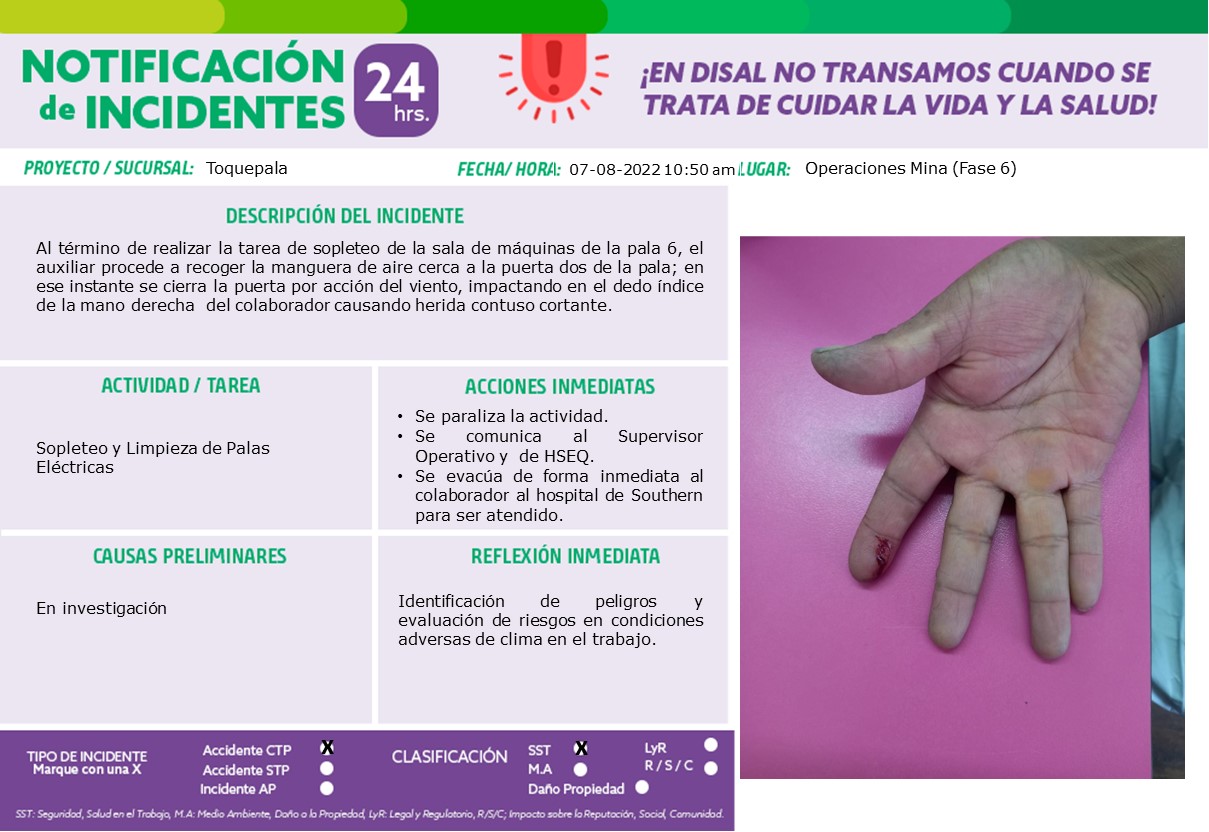 NOTIFICACIÓN
de INCIDENTES
24
hrs.
¡EN DISAL NO TRANSAMOS CUANDO SE
TRATA DE CUIDAR LA VIDA Y LA SALUD!
PROYECTO / SUCURSAL: Toquepala
FECHA/ HORA: 07-08-2022 10:50 am
LUGAR: Operaciones Mina (Fase 6)
DESCRIPCIÓN DEL INCIDENTE
Al término de realizar la tarea de sopleteo de la sala de máquinas de la pala 6, el
auxiliar procede a recoger la manguera de aire cerca a la puerta dos de la pala; en
ese instante se cierra la puerta por acción del viento, impactando en el dedo índice
de la mano derecha del colaborador causando herida contuso cortante.
ACTIVIDAD / TAREA
Sopleteo y Limpieza de Palas
Eléctricas
ACCIONES INMEDIATAS
• Se paraliza la actividad.
• Se comunica al Supervisor
Operativo y de HSEQ.
• Se evacúa de forma inmediata al
colaborador al hospital de Southern
para ser atendido.
CAUSAS PRELIMINARES
En investigación
REFLEXIÓN INMEDIATA
Identificación de peligros y
evaluación de riesgos en condiciones
adversas de clima en el trabajo.
TIPO DE INCIDENTE
Marque con una X
Accidente CTP X
Accidente STP
Incidente AP
CLASIFICACIÓN
SST X
M.A
Daño Propiedad
LyR
R / S / C
SST: Seguridad, Salud en el Trabajo, M.A: Medio Ambiente, Daño a la Propiedad, LyR: Legal y Regulatorio, R/S/C; Impacto sobre la Reputación, Social, Comunidad.